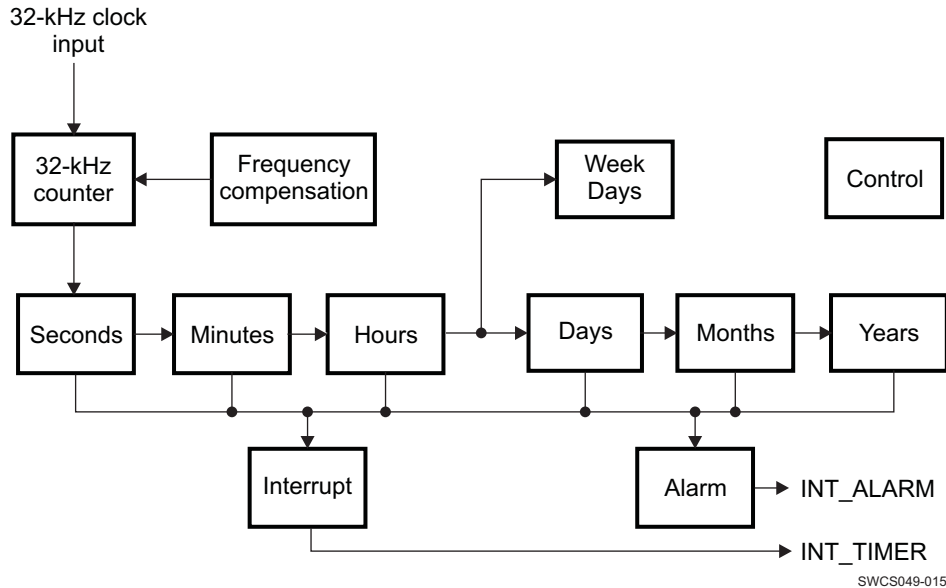 32-kHz clock
input
32-kHz
counter
Frequency
compensation
Week
Days
Control
Seconds
Minutes
Hours
Days
Months
Years
Interrupt
Alarm
INT_ALARM
INT_TIMER
SWCS049-015